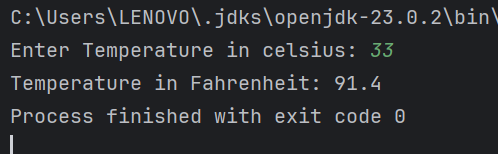 C:\Users\LENOVO\.jdks\openjdk-23.0.2\bin\
Enter Temperature in celsius: 33
Temperature in Fahrenheit: 91.4
Process finished with exit code 0